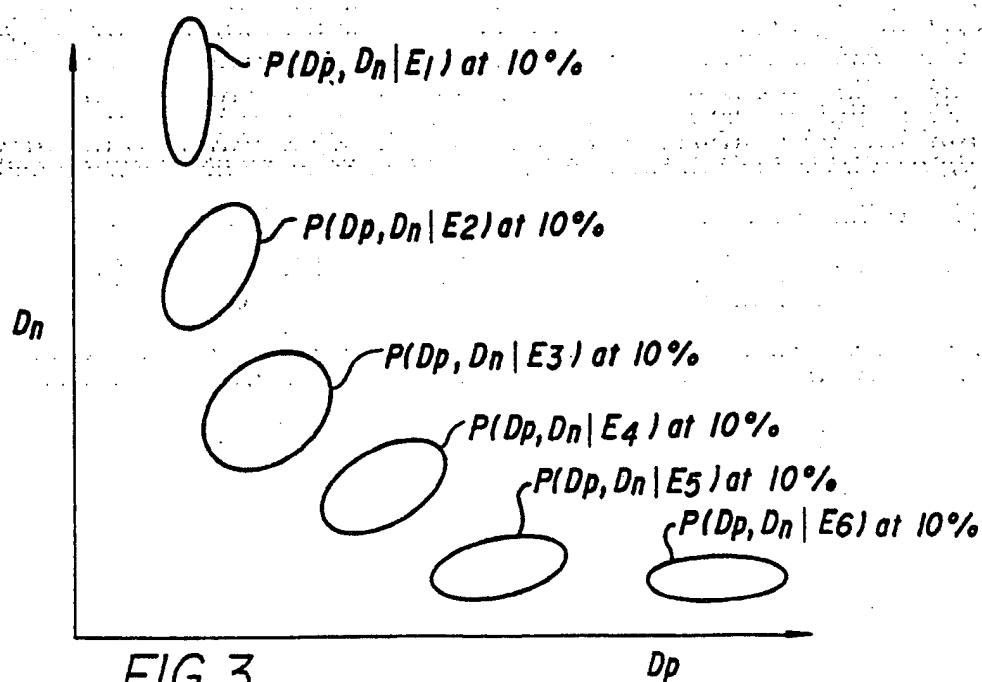 P(Dp, Dn|E1) at 10%
P(Dp, Dn|E2) at 10%
Dn
P(Dp, Dn|E3) at 10%
P(Dp, Dn|E4) at 10%
P(Dp, Dn|E5) at 10%
P(Dp, Dn|E6) at 10%
Dp
FIG 3